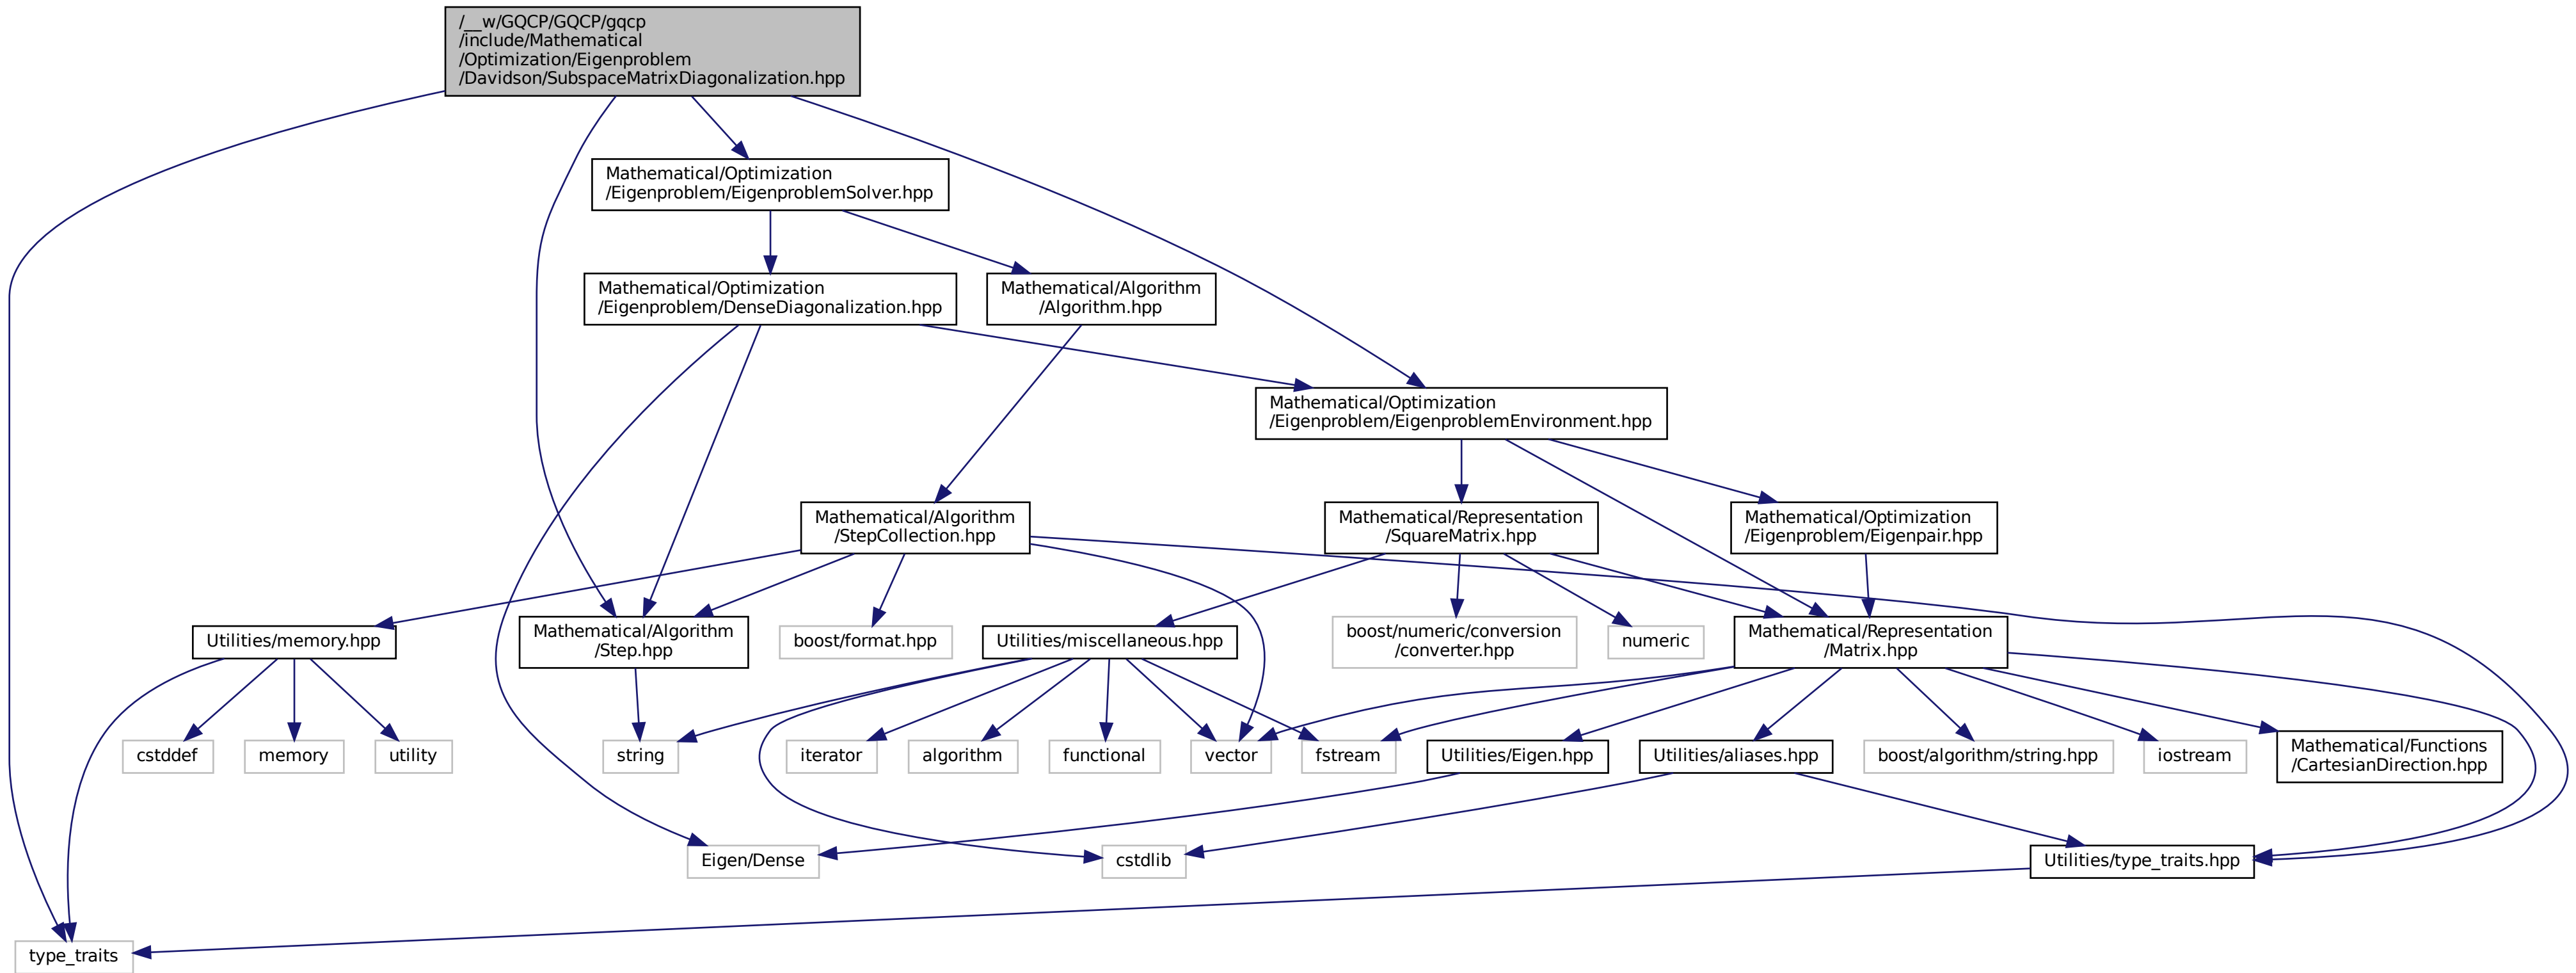 /__w/GQCP/GQCP/gqcp
/include/Mathematical
/Optimization/Eigenproblem
/Davidson/SubspaceMatrixDiagonalization.hpp
Mathematical/Optimization
/Eigenproblem/EigenproblemSolver.hpp
Mathematical/Optimization
/Eigenproblem/DenseDiagonalization.hpp
Mathematical/Algorithm
/Algorithm.hpp
Mathematical/Optimization
/Eigenproblem/EigenproblemEnvironment.hpp
Mathematical/Algorithm
/StepCollection.hpp
Mathematical/Representation
/SquareMatrix.hpp
Mathematical/Optimization
/Eigenproblem/Eigenpair.hpp
Utilities/memory.hpp
Mathematical/Algorithm
/Step.hpp
boost/format.hpp
Utilities/miscellaneous.hpp
boost/numeric/conversion
/converter.hpp
numeric
Mathematical/Representation
/Matrix.hpp
cstddef
memory
utility
string
iterator
algorithm
functional
vector
fstream
Utilities/Eigen.hpp
Utilities/aliases.hpp
boost/algorithm/string.hpp
iostream
Mathematical/Functions
/CartesianDirection.hpp
Eigen/Dense
cstdlib
Utilities/type_traits.hpp
type_traits